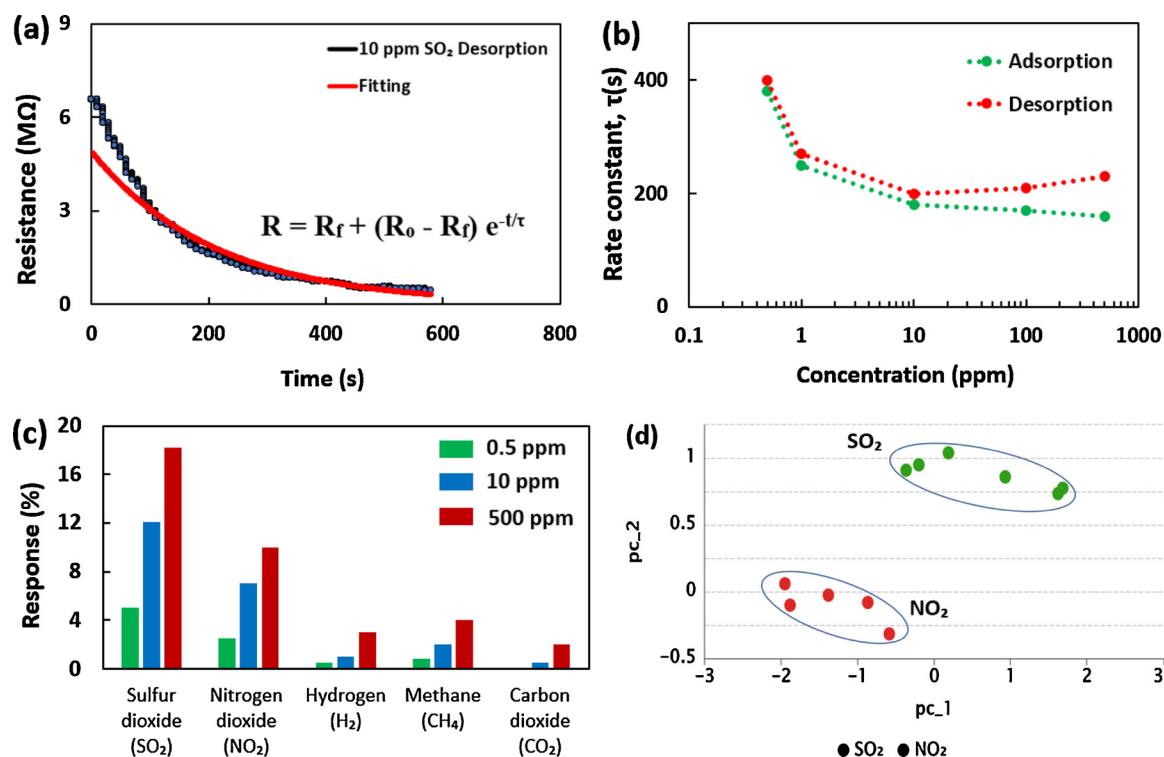 (a)
9
6
3
0
Resistance (MΩ)
10 ppm SO₂ Desorption
Fitting
R = R_f + (R_o - R_f) e^{-t/τ}
0 200 400 600 800
Time (s)
(b)
400
200
0
Rate constant, τ(s)
Adsorption
Desorption
0.1 1 10 100 1000
Concentration (ppm)
(c)
20
16
12
8
4
0
Response (%)
0.5 ppm
10 ppm
500 ppm
Sulfur dioxide (SO₂)
Nitrogen dioxide (NO₂)
Hydrogen (H₂)
Methane (CH₄)
Carbon dioxide (CO₂)
(d)
SO₂
1
0.5
0
−0.5
pc_2
NO₂
−3 −2 −1 0 1 2 3
pc_1
SO₂ NO₂